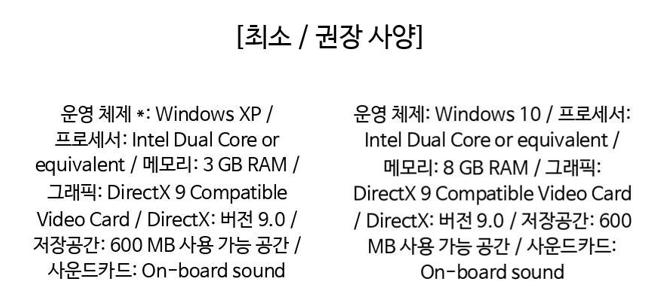 [최소 / 권장 사양]
운영 체제 *: Windows XP /
프로세서: Intel Dual Core or
equivalent / 메모리: 3 GB RAM /
그래픽: DirectX 9 Compatible
Video Card / DirectX: 버전 9.0 /
저장공간: 600 MB 사용 가능 공간 /
사운드카드: On-board sound
운영 체제: Windows 10 / 프로세서:
Intel Dual Core or equivalent /
메모리: 8 GB RAM / 그래픽:
DirectX 9 Compatible Video Card
/ DirectX: 버전 9.0 / 저장공간: 600
MB 사용 가능 공간 / 사운드카드:
On-board sound